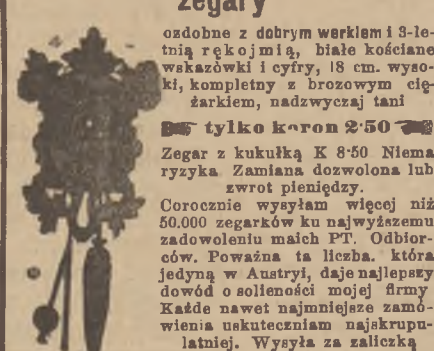 zegary
ozdobne z dobrym werkiem i 3-le-
tnią rękojmią, białe kościane
wskazówki i cyfry, 18 cm. wyso-
ki, kompletny z brozowym cię-
żarkiem, nadzwyczaj tani
tylko koron 2·50
Zegar z kukułką K 8·50 Niema
ryzyka Zamiana dozwolona lub
zwrot pieniędzy.
Corocznie wysyłam więcej niż
50.000 zegarków ku najwyższemu
zadowoleniu maich PT. Odbior-
ców. Poważna ta liczba. która
jedyną w Austryi, daje najlepszy
dowód o solieności mojej firmy
Każde nawet najmniejsze zamó-
wienia uskuteczniam najskrupu-
latniej. Wysyła za zaliczką